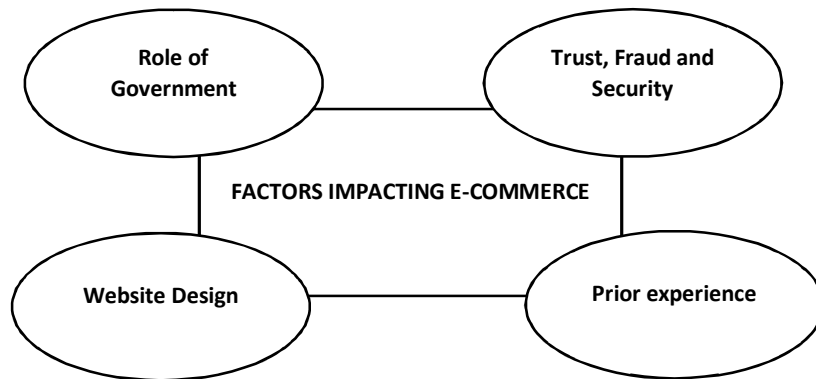 Role of
Government
Trust, Fraud and
Security
FACTORS IMPACTING E-COMMERCE
Website Design
Prior experience